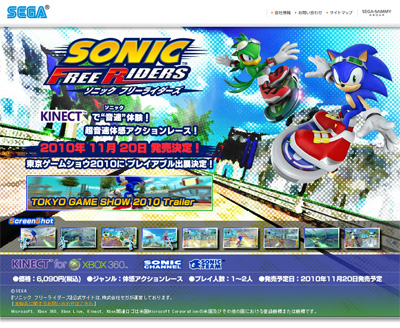 SEGA
会社情報 お問い合わせ サイトマップ
SEGA SAMMY
GROUP
SONIC
FREE RIDERS
ソニック フリーライダーズ
ソニック
KINECT で"音速"体験！
超音速体感アクションレース！
2010年 11月 20日 発売決定！
東京ゲームショウ2010にプレイアブル出展決定！
TOKYO GAME SHOW 2010 Trailer
ScreenShot
KINECT for XBOX 360
SONIC CHANNEL
SONIC TEAM
●価格：6,090円(税込) ●ジャンル：体感アクションレース ●プレイ人数：1〜2人 ●発売予定日：2010年11月20日発売予定
©SEGA
『ソニック フリーライダーズ』公式サイトは、株式会社セガが運営しております。
Microsoft、Xbox 360、Xbox Live、Kinect、Xbox関連ロゴは米国Microsoft Corporationの米国及びその他の国における登録商標または商標です。